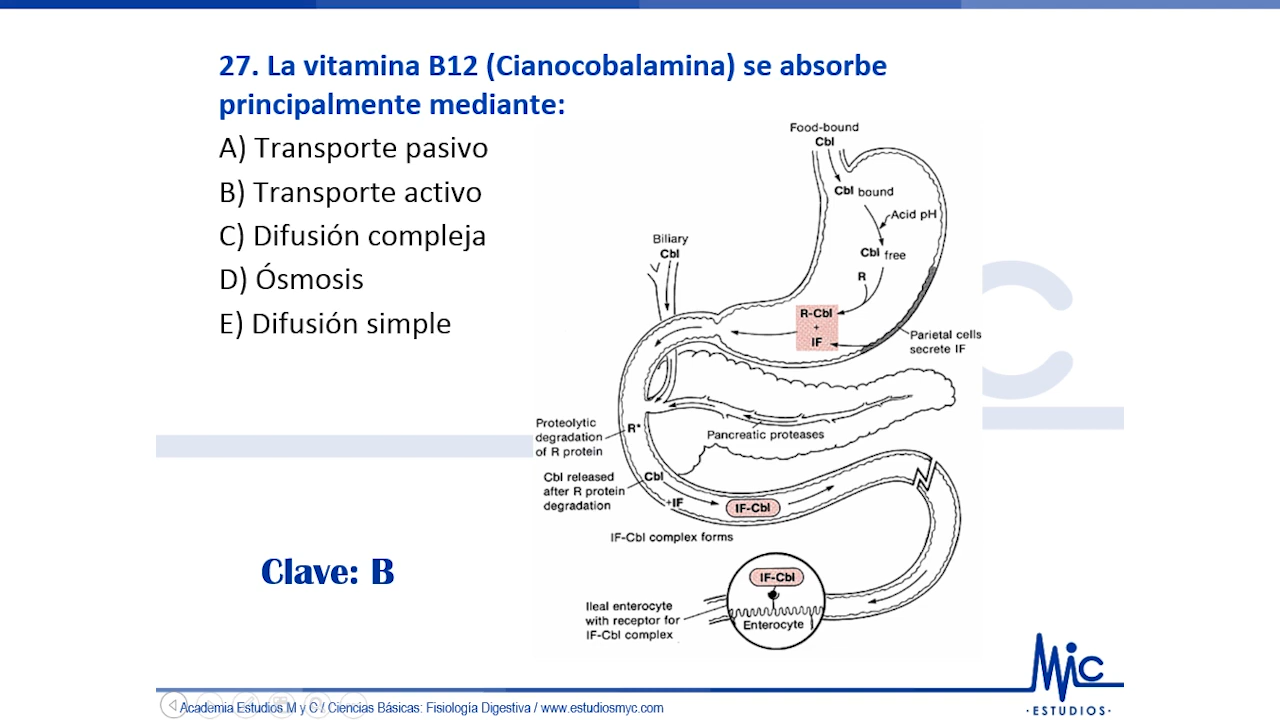 27. La vitamina B12 (Cianocobalamina) se absorbe
principalmente mediante:
A) Transporte pasivo
B) Transporte activo
C) Difusión compleja
D) Ósmosis
E) Difusión simple
Food-bound
Cbl
Cbl bound
Acid pH
Cbl free
R
R-Cbl
+
IF
Parietal cells
secrete IF
Biliary
Cbl
Proteolytic
degradation
of R protein
R*
Pancreatic proteases
Cbl released
after R protein
degradation
Cbl
+IF
IF-Cbl
IF-Cbl complex forms
IF-Cbl
Enterocyte
Ileal enterocyte
with receptor for
IF-Cbl complex
Clave: B
MiC
·ESTUDIOS·
Academia Estudios M y C / Ciencias Básicas: Fisiología Digestiva / www.estudiosmyc.com